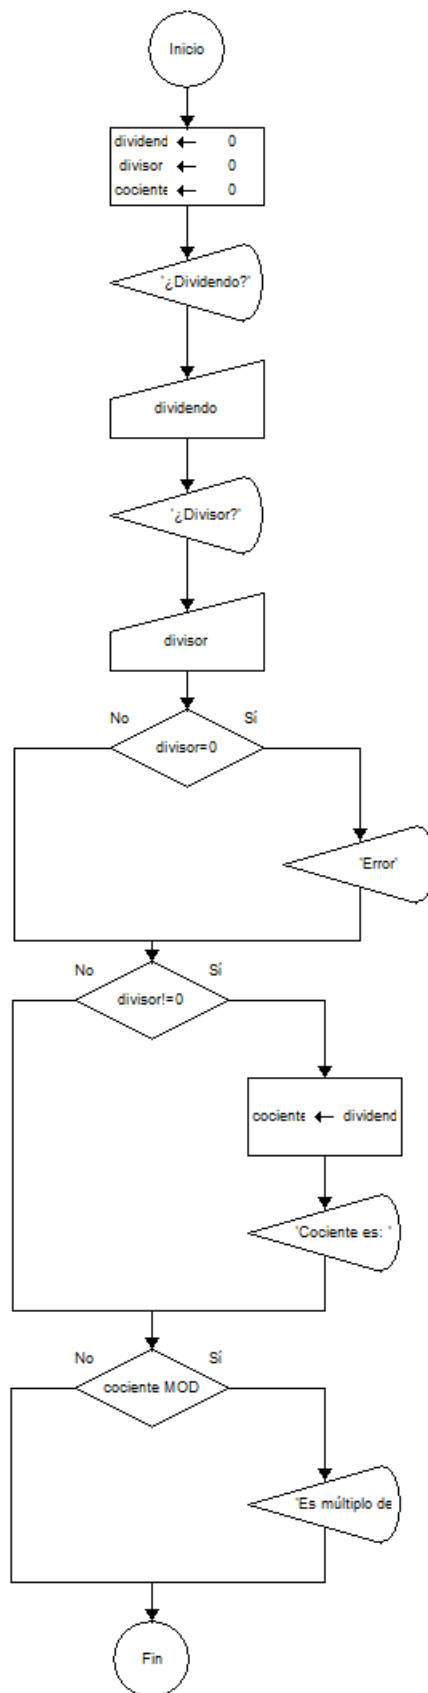 Inicio
dividend ← 0
divisor ← 0
cociente ← 0
"¿Dividendo?"
dividendo
"¿Divisor?"
divisor
No Sí
divisor=0
"Error"
No Sí
divisor!=0
cociente ← dividend
"Cociente es: "
No Sí
cociente MOD
"Es múltiplo de
Fin